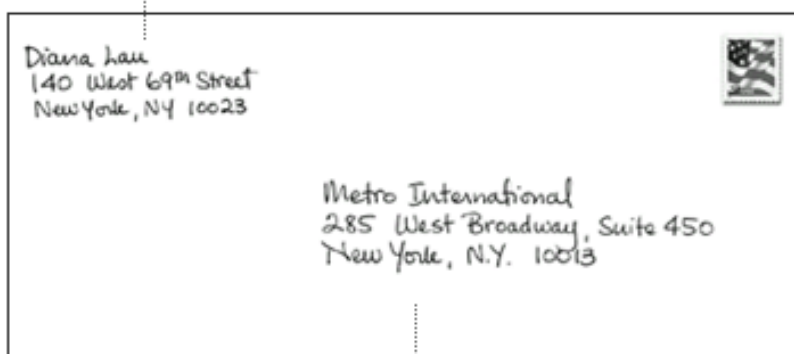 Diana Lau
140 West 69th Street
New York, NY 10023
Metro International
285 West Broadway, Suite 450
New York, N.Y. 10013